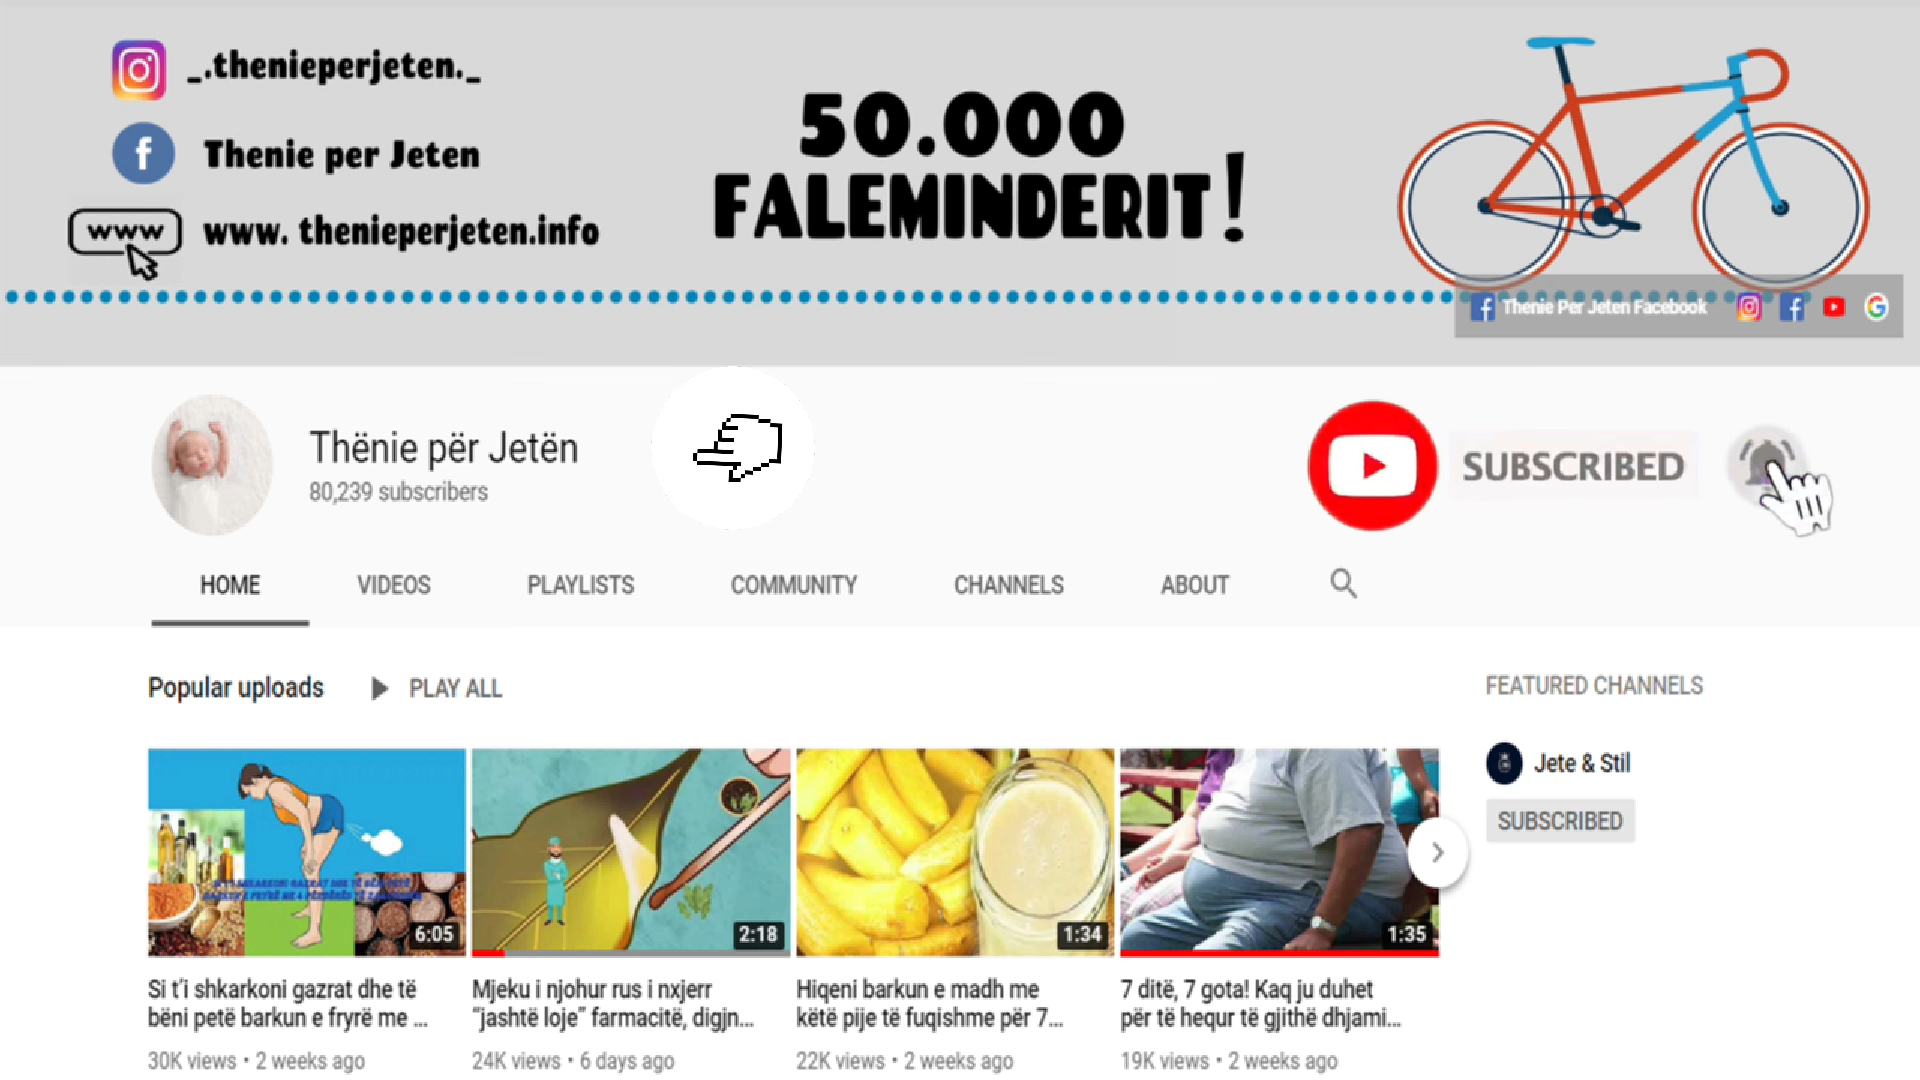 _.thenieperjeten._
Thenie per Jeten
www
www. thenieperjeten.info
50.000
FALEMINDERIT!
Thenie Per Jeten Facebook
Thënie për Jetën
80,239 subscribers
SUBSCRIBED
HOME VIDEOS PLAYLISTS COMMUNITY CHANNELS ABOUT
Popular uploads PLAY ALL
FEATURED CHANNELS
Jete & Stil
SUBSCRIBED
6:05
Si t’i shkarkoni gazrat dhe të
bëni petë barkun e fryrë me ...
30K views • 2 weeks ago
2:18
Mjeku i njohur rus i nxjerr
“jashtë loje” farmacitë, digjn...
24K views • 6 days ago
1:34
Hiqeni barkun e madh me
këtë pije të fuqishme për 7...
22K views • 2 weeks ago
1:35
7 ditë, 7 gota! Kaq ju duhet
për të hequr të gjithë dhjami...
19K views • 2 weeks ago